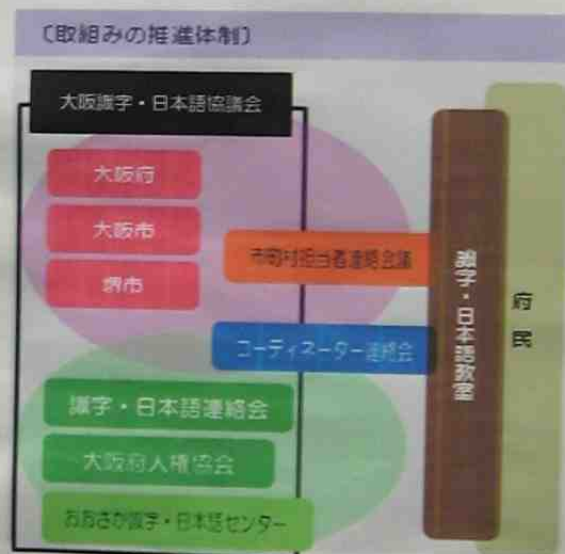 〔取組みの推進体制〕
大阪識字・日本語協議会
大阪府
大阪市
堺市
市町村担当者連絡会議
コーディネーター連絡会
識字・日本語連絡会
大阪府人権協会
おおさか識字・日本語センター
識字・日本語教室
府民